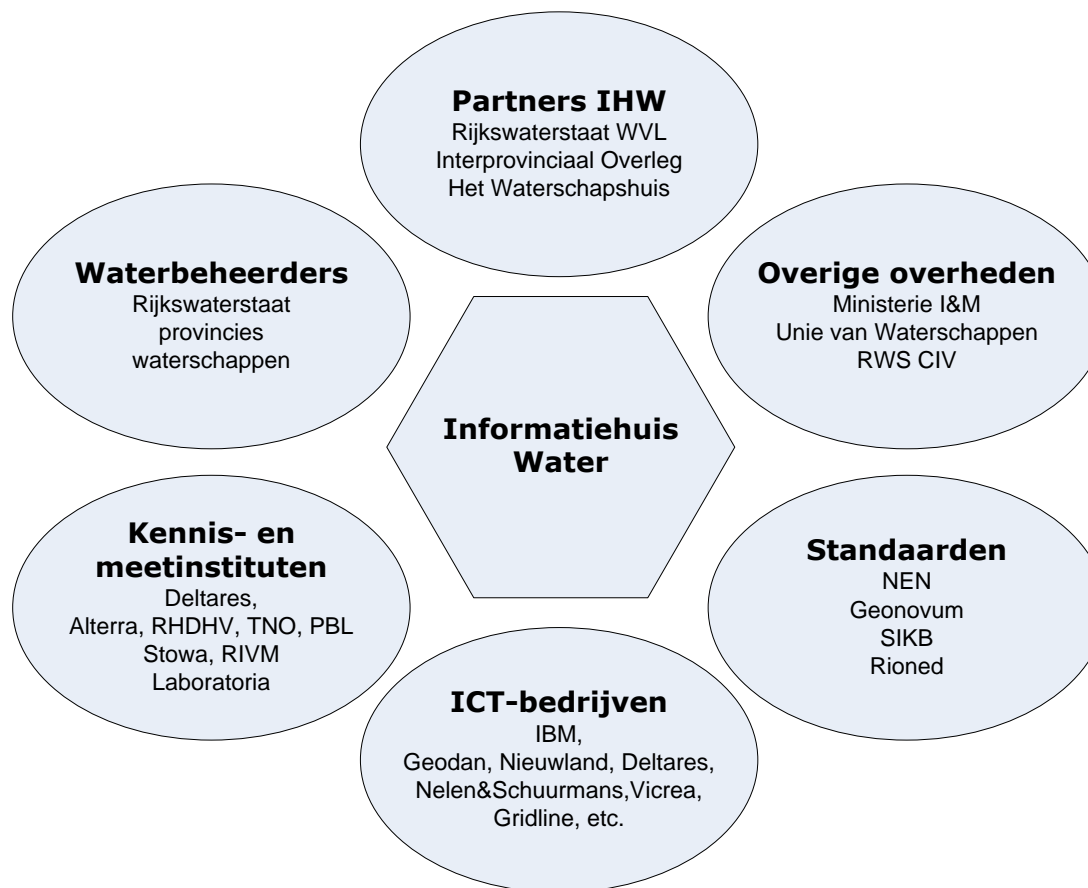 Partners IHW
Rijkswaterstaat WVL
Interprovinciaal Overleg
Het Waterschapshuis
Waterbeheerders
Rijkswaterstaat
provincies
waterschappen
Overige overheden
Ministerie I&M
Unie van Waterschappen
RWS CIV
Informatiehuis
Water
Kennis- en
meetinstituten
Deltares,
Alterra, RHDHV, TNO, PBL
Stowa, RIVM
Laboratoria
Standaarden
NEN
Geonovum
SIKB
Rioned
ICT-bedrijven
IBM,
Geodan, Nieuwland, Deltares,
Nelen&Schuurmans,Vicrea,
Gridline, etc.